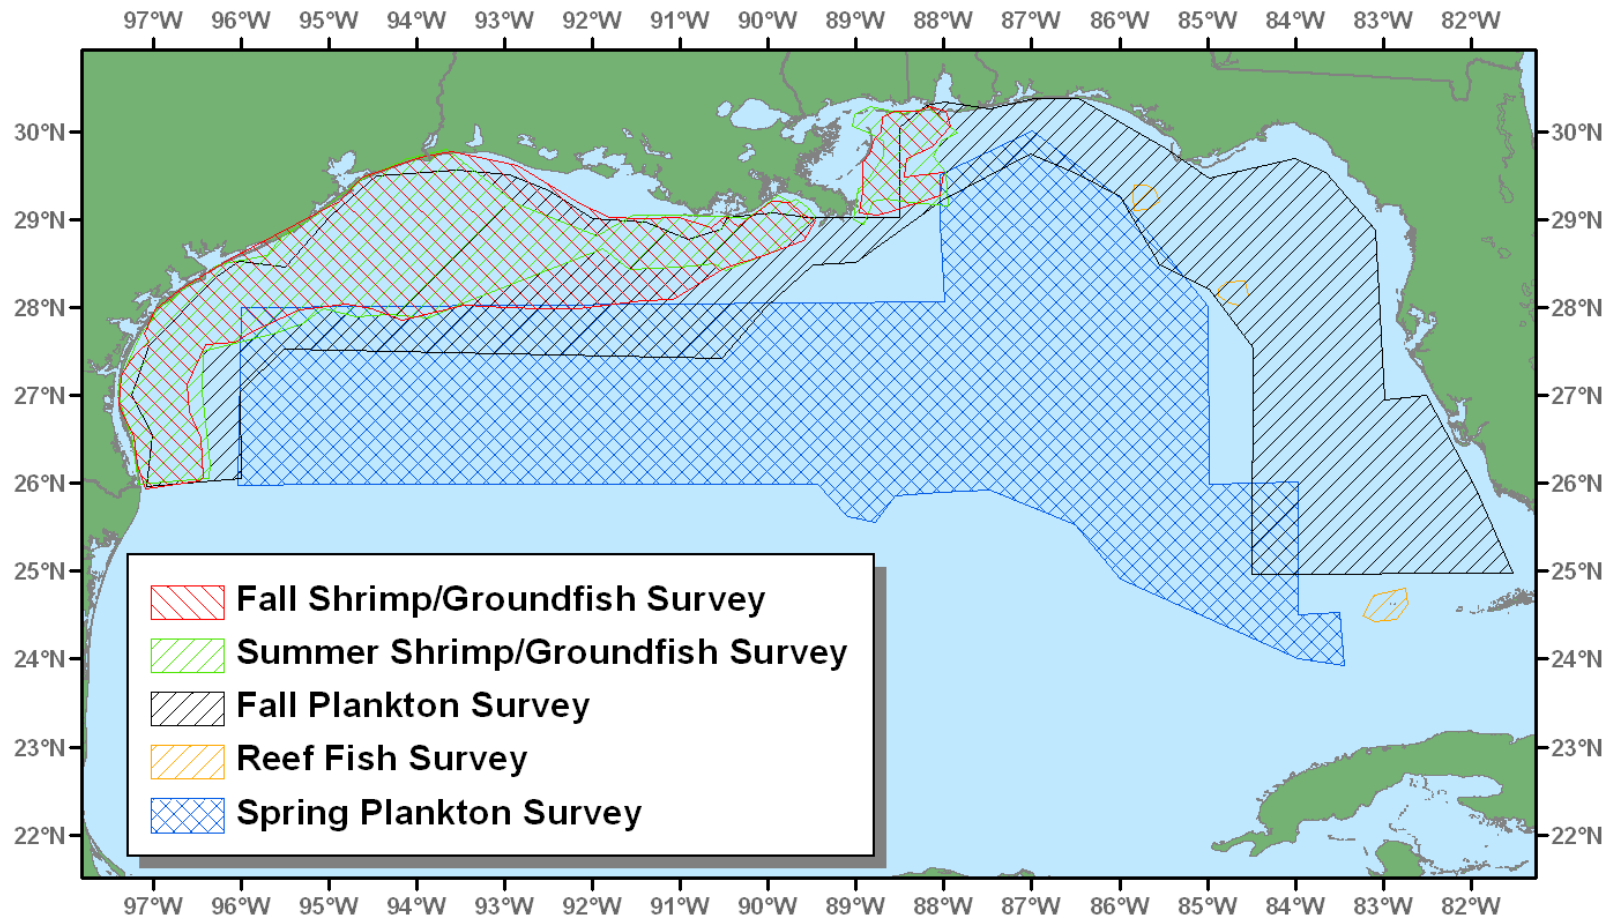 97°W 96°W 95°W 94°W 93°W 92°W 91°W 90°W 89°W 88°W 87°W 86°W 85°W 84°W 83°W 82°W
30°N 30°N
29°N 29°N
28°N 28°N
27°N 27°N
26°N 26°N
25°N 25°N
24°N 24°N
23°N 23°N
22°N 22°N
Fall Shrimp/Groundfish Survey
Summer Shrimp/Groundfish Survey
Fall Plankton Survey
Reef Fish Survey
Spring Plankton Survey
97°W 96°W 95°W 94°W 93°W 92°W 91°W 90°W 89°W 88°W 87°W 86°W 85°W 84°W 83°W 82°W